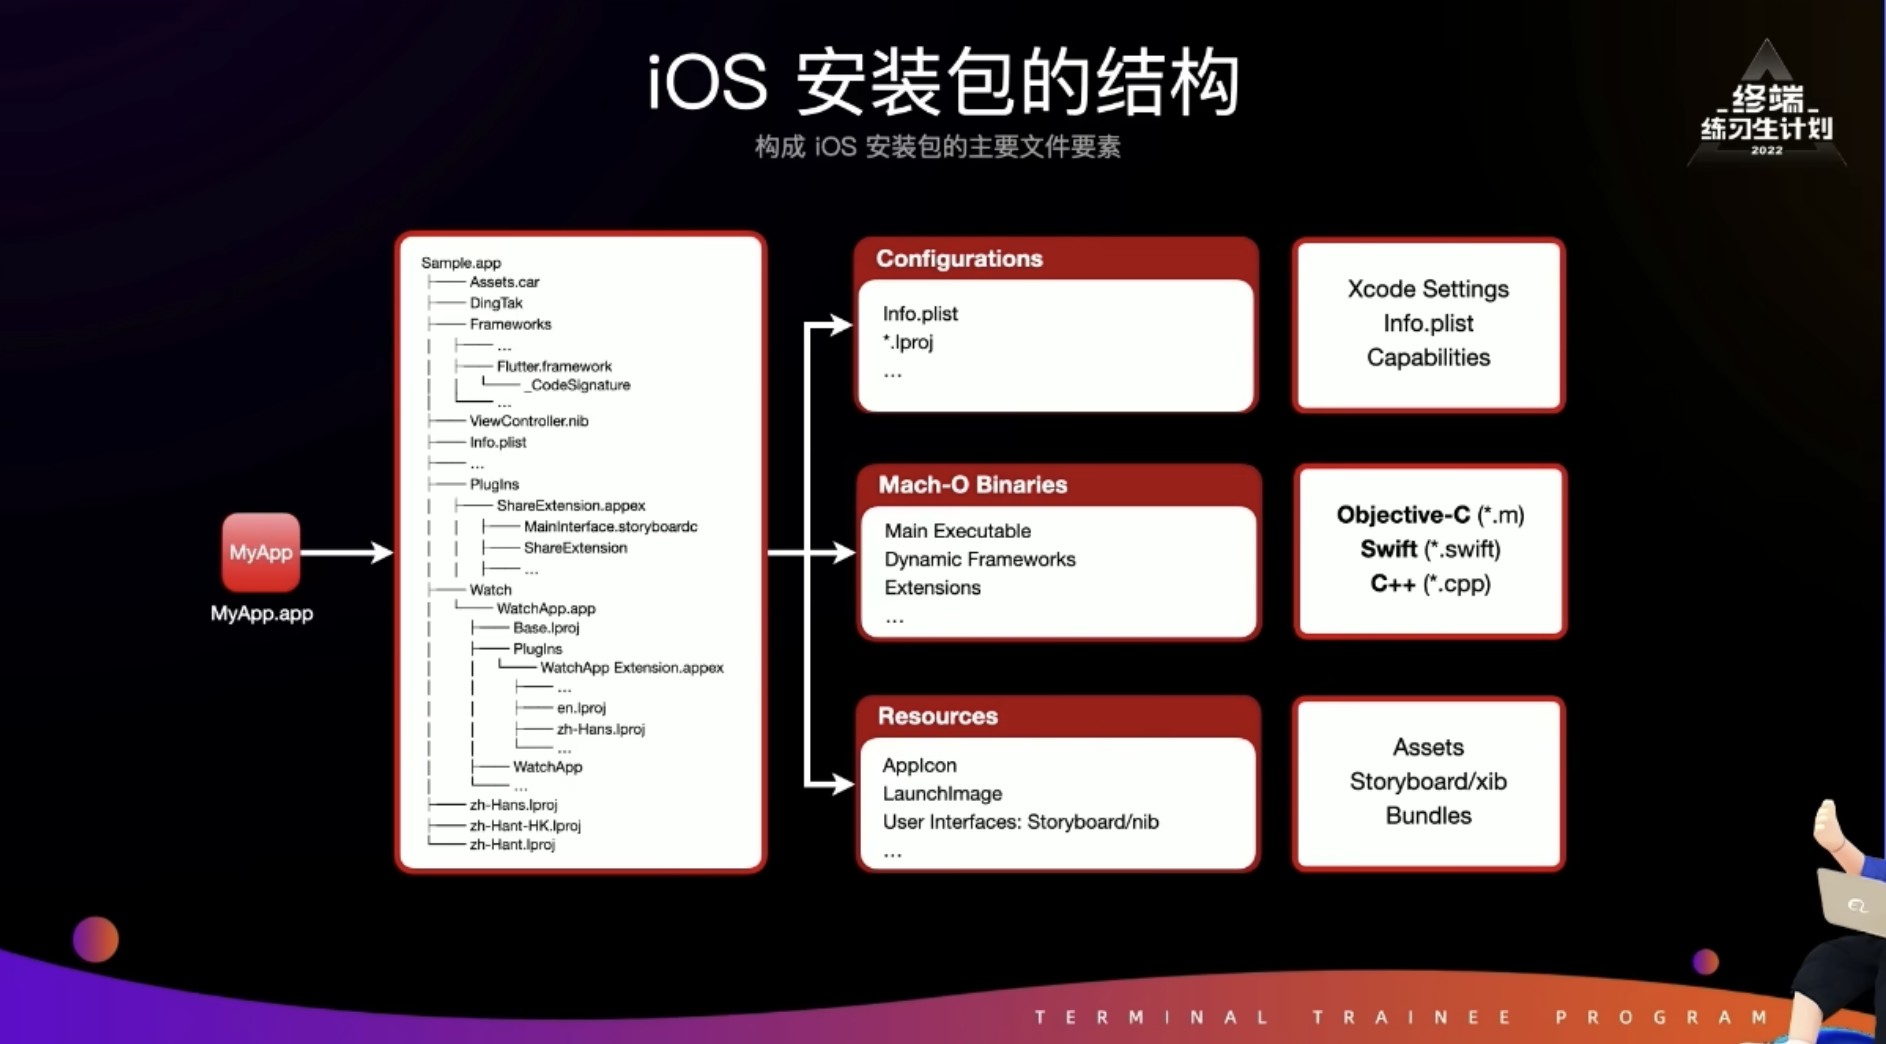 iOS 安装包的结构
构成 iOS 安装包的主要文件要素
终端
练习生计划
2022
MyApp
MyApp.app
Sample.app
Assets.car
DingTak
Frameworks
...
Flutter.framework
_CodeSignature
...
ViewController.nib
Info.plist
...
PlugIns
ShareExtension.appex
MainInterface.storyboardc
ShareExtension
...
Watch
WatchApp.app
Base.lproj
PlugIns
WatchApp Extension.appex
...
en.lproj
zh-Hans.lproj
...
WatchApp
...
zh-Hans.lproj
zh-Hant-HK.lproj
zh-Hant.lproj
Configurations
Info.plist
*.lproj
...
Xcode Settings
Info.plist
Capabilities
Mach-O Binaries
Main Executable
Dynamic Frameworks
Extensions
...
Objective-C (*.m)
Swift (*.swift)
C++ (*.cpp)
Resources
AppIcon
LaunchImage
User Interfaces: Storyboard/nib
...
Assets
Storyboard/xib
Bundles
TERMINAL TRAINEE PROGRAM